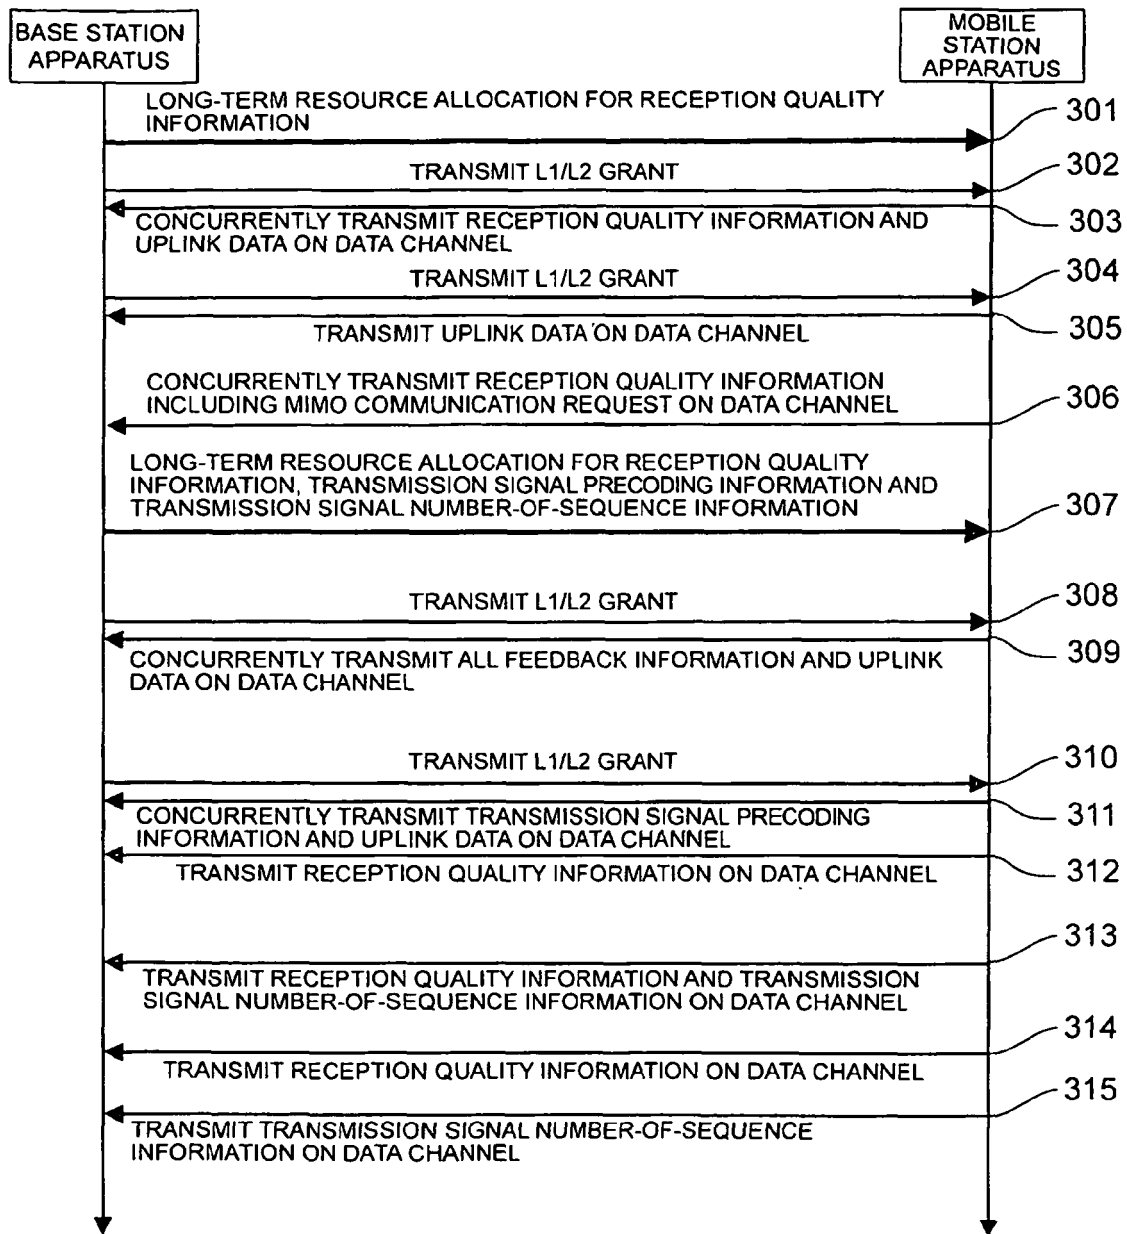 BASE STATION
APPARATUS
MOBILE
STATION
APPARATUS
LONG-TERM RESOURCE ALLOCATION FOR RECEPTION QUALITY
INFORMATION
301
TRANSMIT L1/L2 GRANT
302
CONCURRENTLY TRANSMIT RECEPTION QUALITY INFORMATION AND
UPLINK DATA ON DATA CHANNEL
303
TRANSMIT L1/L2 GRANT
304
TRANSMIT UPLINK DATA ON DATA CHANNEL
305
CONCURRENTLY TRANSMIT RECEPTION QUALITY INFORMATION
INCLUDING MIMO COMMUNICATION REQUEST ON DATA CHANNEL
306
LONG-TERM RESOURCE ALLOCATION FOR RECEPTION QUALITY
INFORMATION, TRANSMISSION SIGNAL PRECODING INFORMATION AND
TRANSMISSION SIGNAL NUMBER-OF-SEQUENCE INFORMATION
307
TRANSMIT L1/L2 GRANT
308
CONCURRENTLY TRANSMIT ALL FEEDBACK INFORMATION AND UPLINK
DATA ON DATA CHANNEL
309
TRANSMIT L1/L2 GRANT
310
CONCURRENTLY TRANSMIT TRANSMISSION SIGNAL PRECODING
INFORMATION AND UPLINK DATA ON DATA CHANNEL
311
TRANSMIT RECEPTION QUALITY INFORMATION ON DATA CHANNEL
312
313
TRANSMIT RECEPTION QUALITY INFORMATION AND TRANSMISSION
SIGNAL NUMBER-OF-SEQUENCE INFORMATION ON DATA CHANNEL
314
TRANSMIT RECEPTION QUALITY INFORMATION ON DATA CHANNEL
315
TRANSMIT TRANSMISSION SIGNAL NUMBER-OF-SEQUENCE
INFORMATION ON DATA CHANNEL